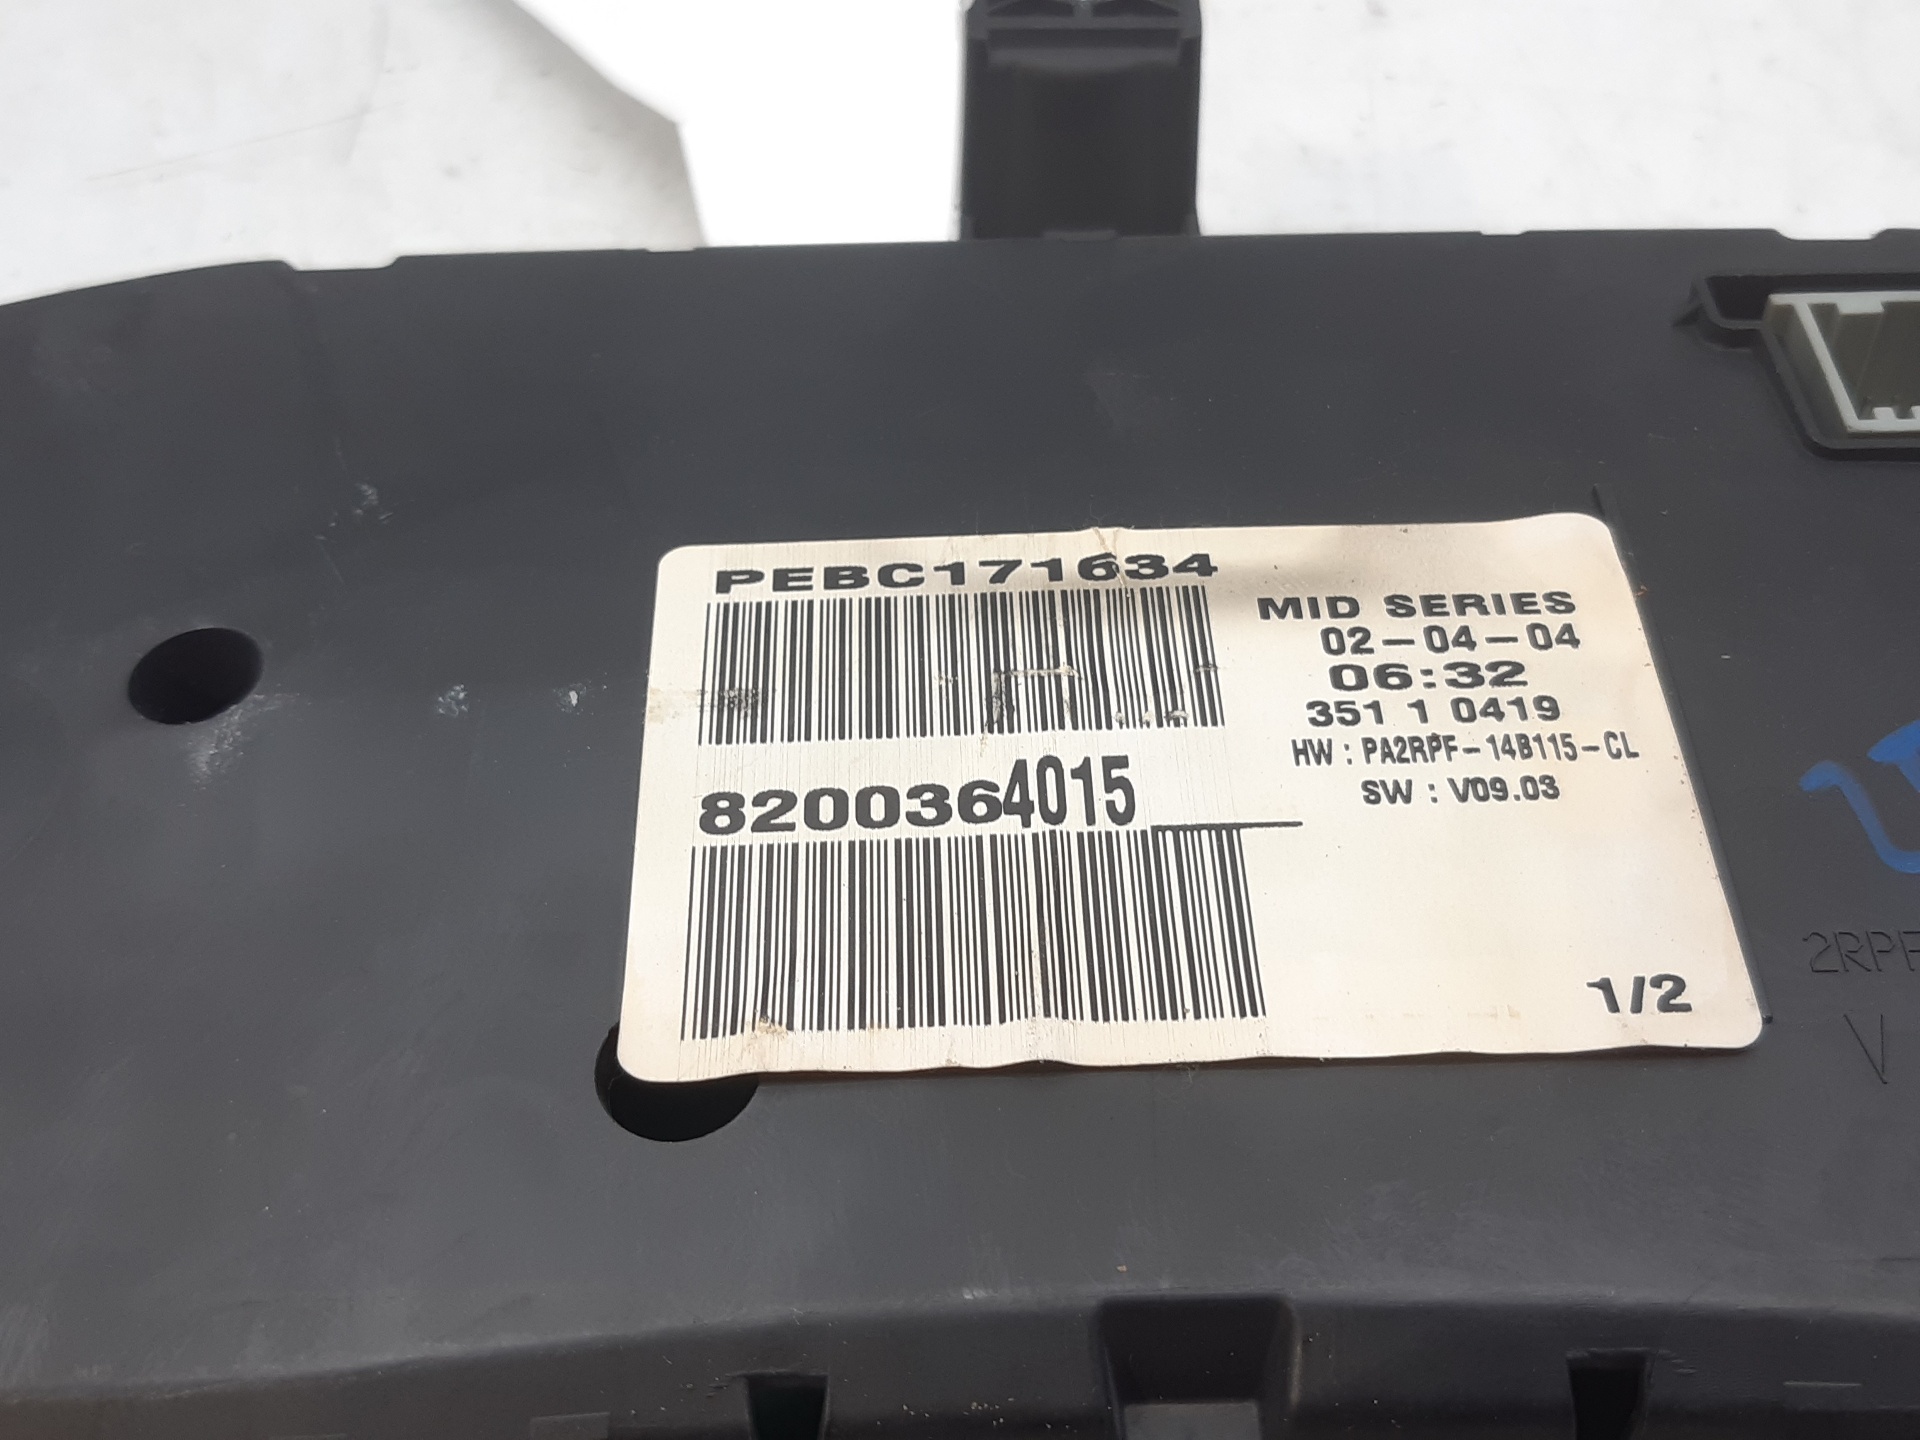 PEBC171634
MID SERIES
02-04-04
06:32
351 1 0419
HW : PA2RPF-14B115-CL
SW : V09.03
8200364015
1/2
2RPF
V